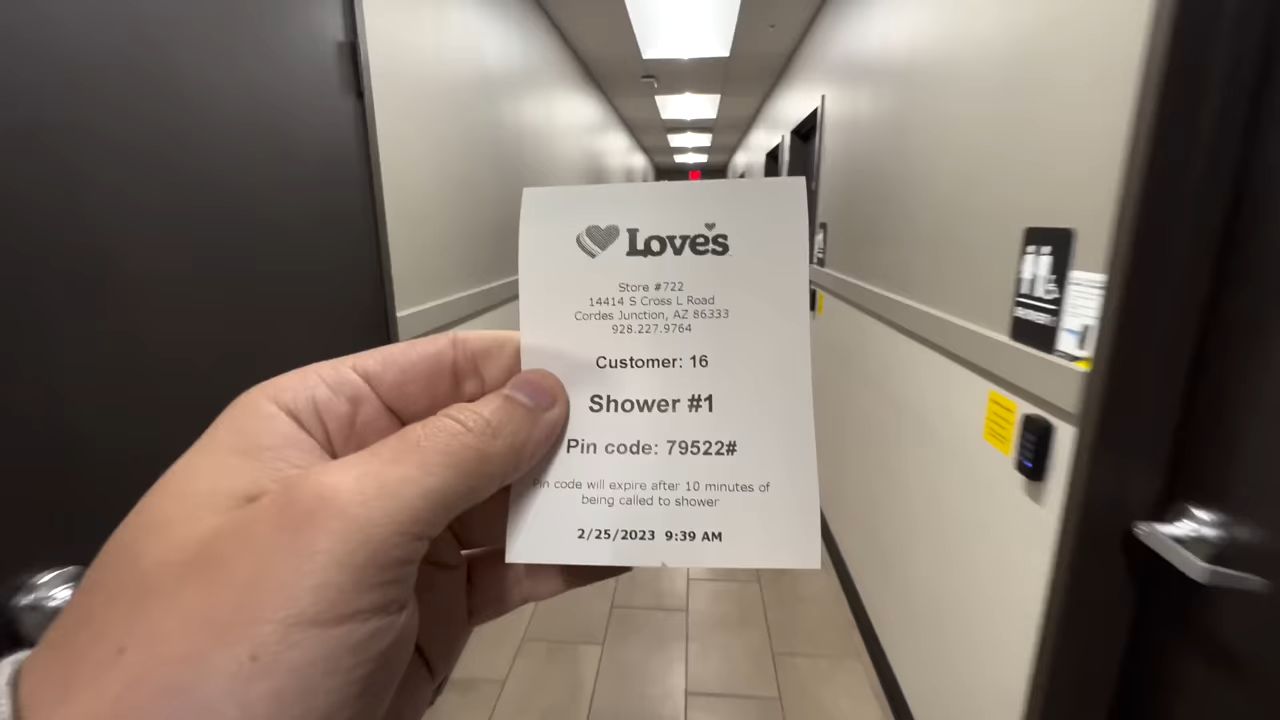 Love's
Store #722
14414 S Cross L Road
Cordes Junction, AZ 86333
928.227.9764
Customer: 16
Shower #1
Pin code: 79522#
Pin code will expire after 10 minutes of
being called to shower
2/25/2023 9:39 AM